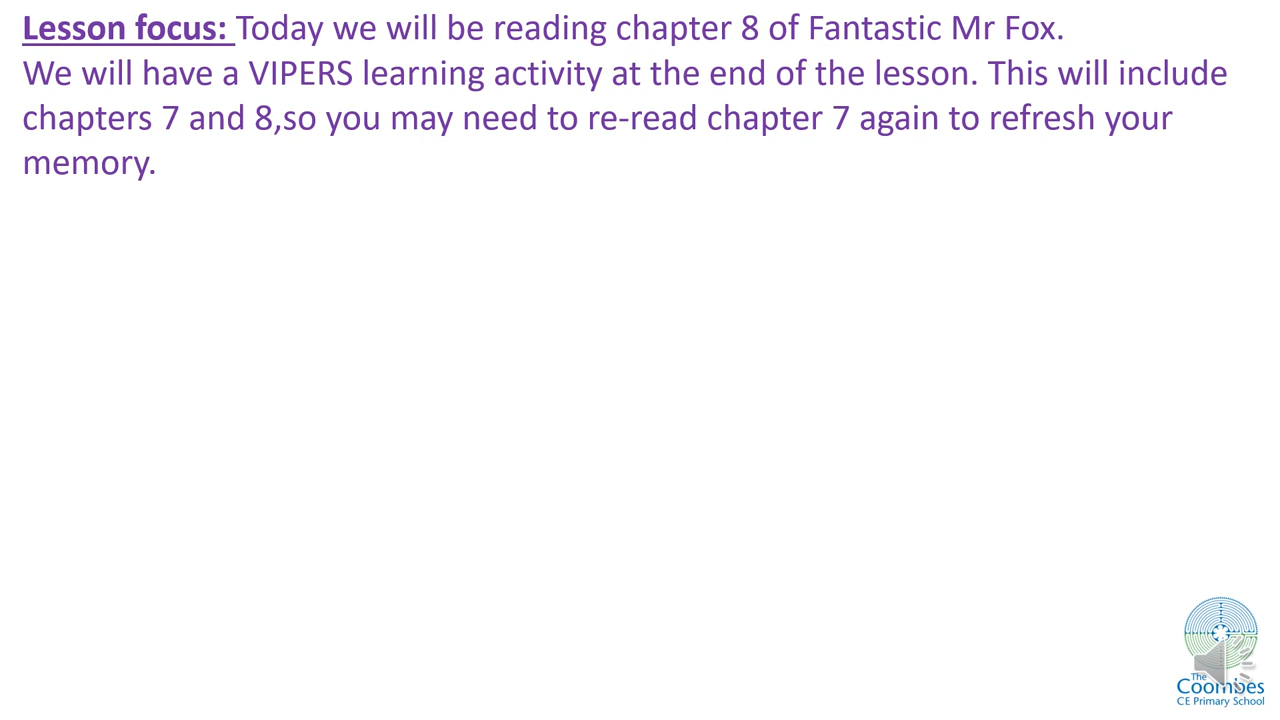 Lesson focus: Today we will be reading chapter 8 of Fantastic Mr Fox.
We will have a VIPERS learning activity at the end of the lesson. This will include
chapters 7 and 8,so you may need to re-read chapter 7 again to refresh your
memory.
The
Coombes
CE Primary School